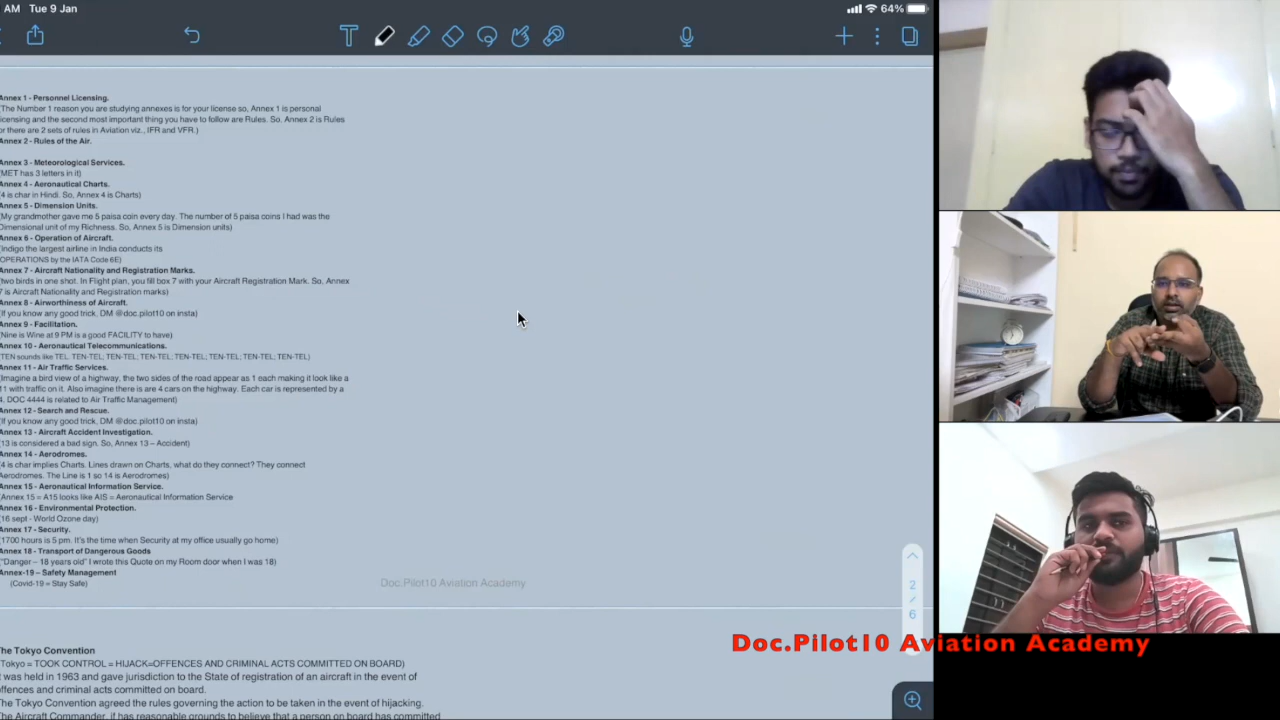 AM Tue 9 Jan
64%
Annex 1 - Personnel Licensing.
(The Number 1 reason you are studying annexes is for your license so, Annex 1 is personal
licensing and the second most important thing you have to follow are Rules. So, Annex 2 is Rules
or there are 2 sets of rules in Aviation viz., IFR and VFR.)
Annex 2 - Rules of the Air.
Annex 3 - Meteorological Services.
(MET has 3 letters in it)
Annex 4 - Aeronautical Charts.
(4 is char in Hindi. So, Annex 4 is Charts)
Annex 5 - Dimension Units.
(My grandmother gave me 5 paisa coin every day. The number of 5 paisa coins I had was the
Dimensional unit of my Richness. So, Annex 5 is Dimension units)
Annex 6 - Operation of Aircraft.
(Indigo the largest airline in India conducts its
OPERATIONS by the IATA Code 6E)
Annex 7 - Aircraft Nationality and Registration Marks.
(two birds in one shot. In Flight plan, you fill box 7 with your Aircraft Registration Mark. So, Annex
7 is Aircraft Nationality and Registration marks)
Annex 8 - Airworthiness of Aircraft.
(If you know any good trick, DM @doc.pilot10 on insta)
Annex 9 - Facilitation.
(Nine is Wine at 9 PM is a good FACILITY to have)
Annex 10 - Aeronautical Telecommunications.
(TEN sounds like TEL. TEN-TEL; TEN-TEL; TEN-TEL; TEN-TEL; TEN-TEL; TEN-TEL; TEN-TEL)
Annex 11 - Air Traffic Services.
(Imagine a bird view of a highway, the two sides of the road appear as 1 each making it look like a
11 with traffic on it. Also imagine there is are 4 cars on the highway. Each car is represented by a
4. DOC 4444 is related to Air Traffic Management)
Annex 12 - Search and Rescue.
(If you know any good trick, DM @doc.pilot10 on insta)
Annex 13 - Aircraft Accident Investigation.
(13 is considered a bad sign. So, Annex 13 – Accident)
Annex 14 - Aerodromes.
(4 is char implies Charts. Lines drawn on Charts, what do they connect? They connect
Aerodromes. The Line is 1 so 14 is Aerodromes)
Annex 15 - Aeronautical Information Service.
(Annex 15 = A15 looks like AIS = Aeronautical Information Service
Annex 16 - Environmental Protection.
(16 sept - World Ozone day)
Annex 17 - Security.
(1700 hours is 5 pm. It's the time when Security at my office usually go home)
Annex 18 - Transport of Dangerous Goods
("Danger – 18 years old" I wrote this Quote on my Room door when I was 18)
Annex-19 – Safety Management
(Covid-19 = Stay Safe)
Doc.Pilot10 Aviation Academy
2
/
6
Doc.Pilot10 Aviation Academy
The Tokyo Convention
(Tokyo = TOOK CONTROL = HIJACK=OFFENCES AND CRIMINAL ACTS COMMITTED ON BOARD)
It was held in 1963 and gave jurisdiction to the State of registration of an aircraft in the event of
offences and criminal acts committed on board.
The Tokyo Convention agreed the rules governing the action to be taken in the event of hijacking.
The Aircraft Commander, if has reasonable grounds to believe that a person on board has committed